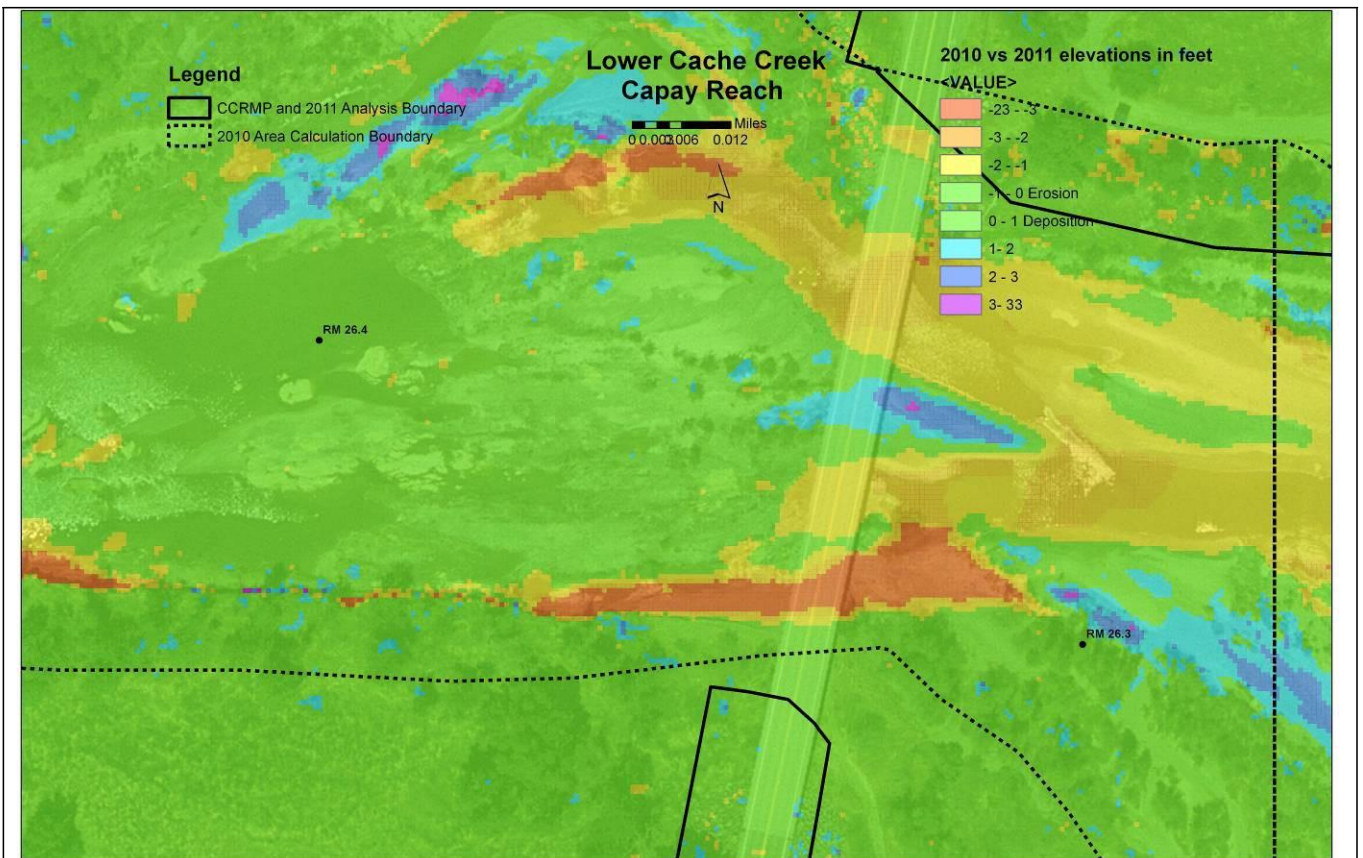 Lower Cache Creek
Capay Reach
Miles
0 0.003 0.006 0.012
N
Legend
CCRMP and 2011 Analysis Boundary
2010 Area Calculation Boundary
2010 vs 2011 elevations in feet
<VALUE>
-23 - -3
-3 - -2
-2 - -1
-1 - 0 Erosion
0 - 1 Deposition
1- 2
2 - 3
3- 33
RM 26.4
RM 26.3